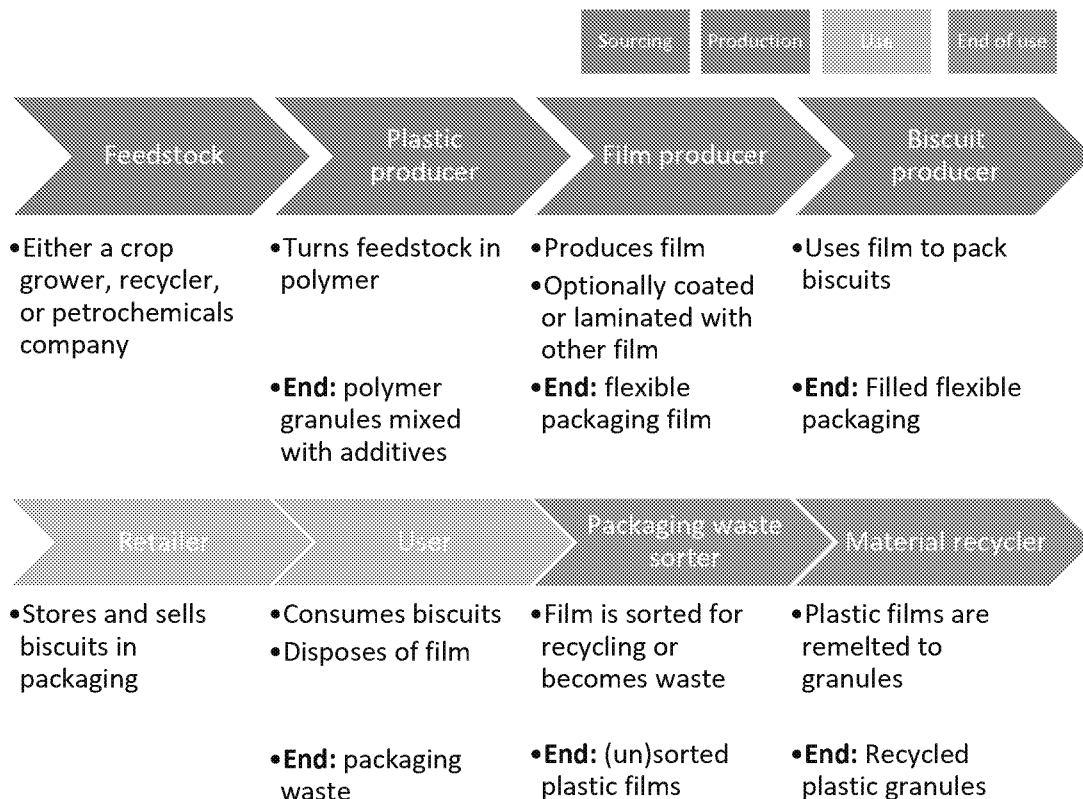 Sourcing
Production
Use
End of use
Feedstock
Plastic
producer
Film producer
Biscuit
producer
•Either a crop
grower, recycler,
or petrochemicals
company
•Turns feedstock in
polymer
•End: polymer
granules mixed
with additives
•Produces film
•Optionally coated
or laminated with
other film
•End: flexible
packaging film
•Uses film to pack
biscuits
•End: Filled flexible
packaging
Retailer
User
Packaging waste
sorter
Material recycler
•Stores and sells
biscuits in
packaging
•Consumes biscuits
•Disposes of film
•End: packaging
waste
•Film is sorted for
recycling or
becomes waste
•End: (un)sorted
plastic films
•Plastic films are
remelted to
granules
•End: Recycled
plastic granules